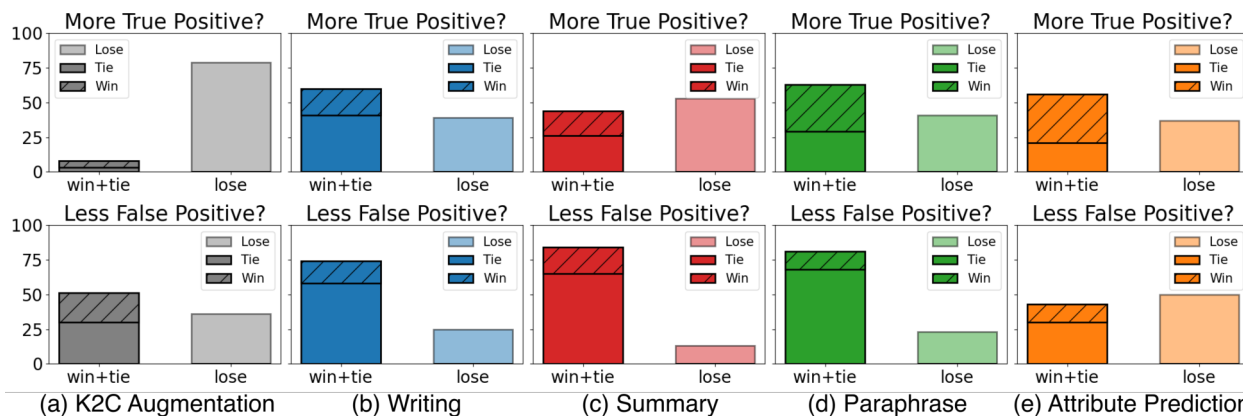 More True Positive?
100
75
50
25
0
Lose
Tie
Win
win+tie
lose
More True Positive?
Lose
Tie
Win
win+tie
lose
More True Positive?
Lose
Tie
Win
win+tie
lose
More True Positive?
Lose
Tie
Win
win+tie
lose
More True Positive?
Lose
Tie
Win
win+tie
lose
Less False Positive?
100
75
50
25
0
Lose
Tie
Win
win+tie
lose
Less False Positive?
Lose
Tie
Win
win+tie
lose
Less False Positive?
Lose
Tie
Win
win+tie
lose
Less False Positive?
Lose
Tie
Win
win+tie
lose
Less False Positive?
Lose
Tie
Win
win+tie
lose
(a) K2C Augmentation
(b) Writing
(c) Summary
(d) Paraphrase
(e) Attribute Prediction